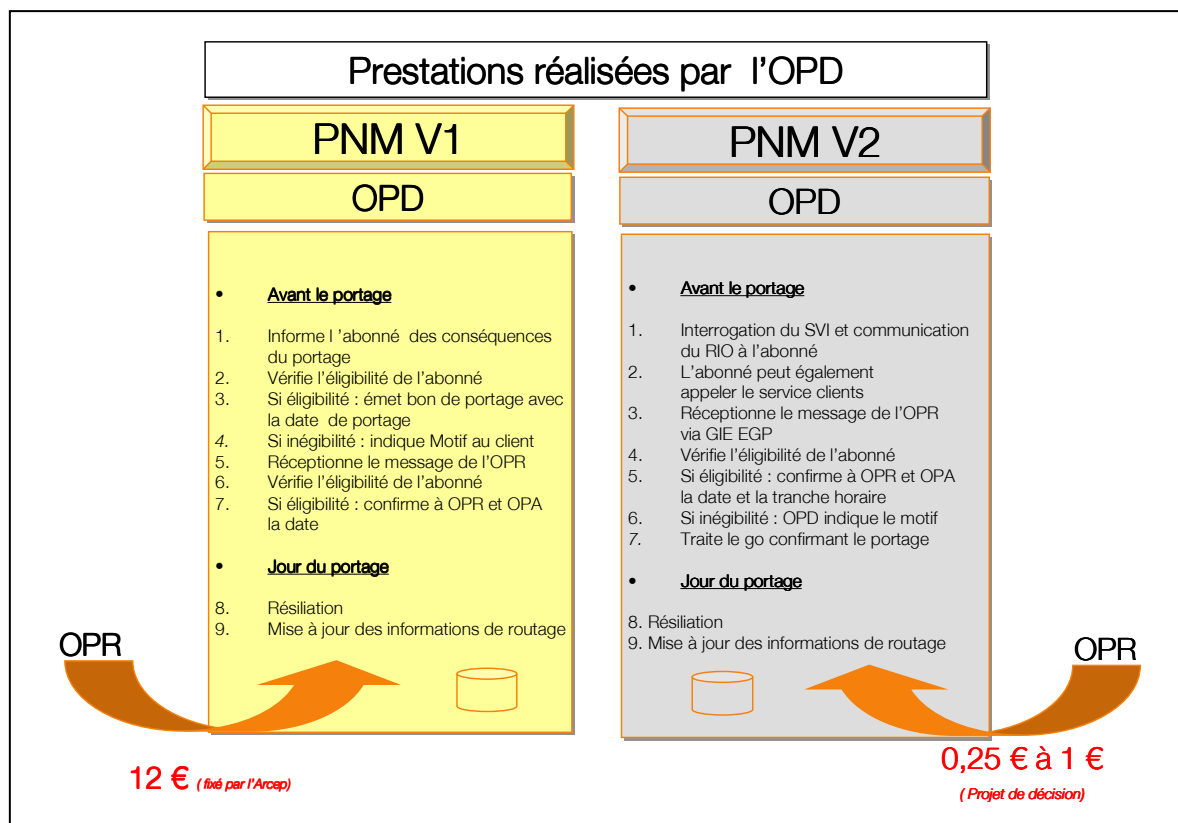 Prestations réalisées par l'OPD
PNM V1
OPD
• Avant le portage
1. Informe l 'abonné des conséquences
du portage
2. Vérifie l'éligibilité de l'abonné
3. Si éligibilité : émet bon de portage avec
la date de portage
4. Si inégibilité : indique Motif au client
5. Réceptionne le message de l'OPR
6. Vérifie l'éligibilité de l'abonné
7. Si éligibilité : confirme à OPR et OPA
la date
• Jour du portage
8. Résiliation
9. Mise à jour des informations de routage
OPR
12 € ( fixé par l'Arcep)
PNM V2
OPD
• Avant le portage
1. Interrogation du SVI et communication
du RIO à l'abonné
2. L'abonné peut également
appeler le service clients
3. Réceptionne le message de l'OPR
via GIE EGP
4. Vérifie l'éligibilité de l'abonné
5. Si éligibilité : confirme à OPR et OPA
la date et la tranche horaire
6. Si inégibilité : OPD indique le motif
7. Traite le go confirmant le portage
• Jour du portage
8. Résiliation
9. Mise à jour des informations de routage
OPR
0,25 € à 1 €
( Projet de décision)